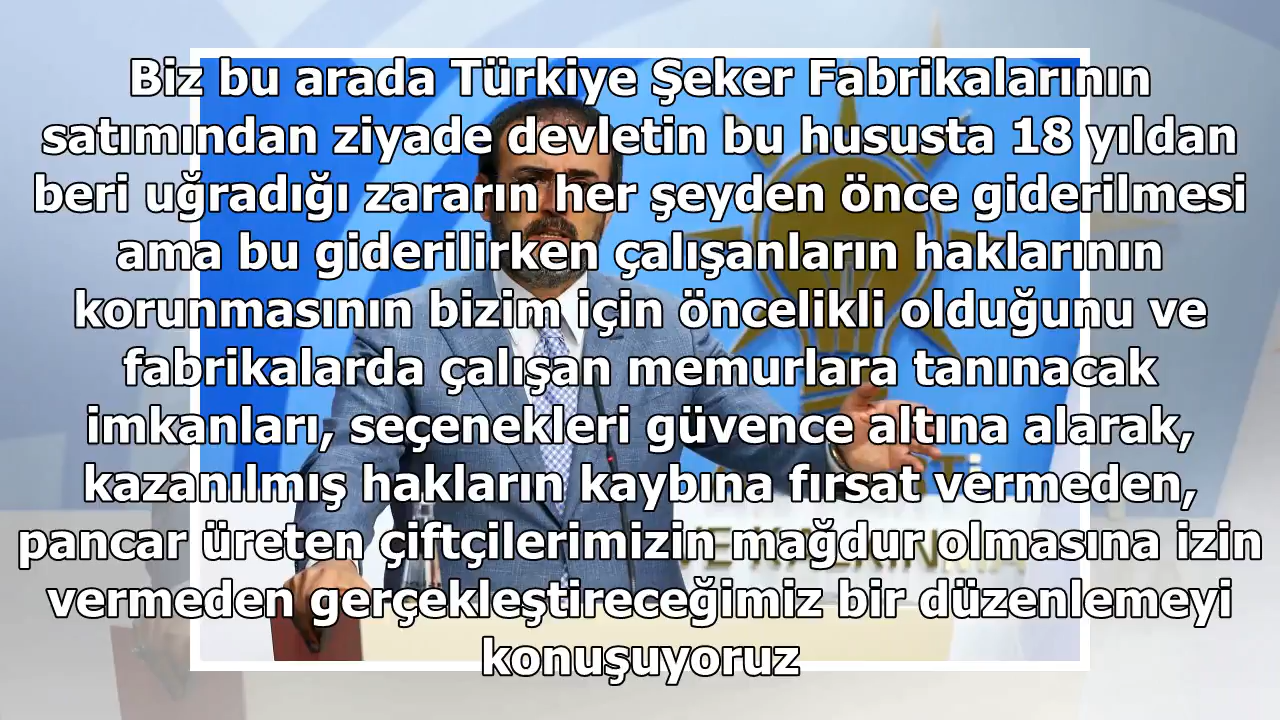 Biz bu arada Türkiye Şeker Fabrikalarının
satımından ziyade devletin bu hususta 18 yıldan
beri uğradığı zararın her şeyden önce giderilmesi
ama bu giderilirken çalışanların haklarının
korunmasının bizim için öncelikli olduğunu ve
fabrikalarda çalışan memurlara tanınacak
imkanları, seçenekleri güvence altına alarak,
kazanılmış hakların kaybına fırsat vermeden,
pancar üreten çiftçilerimizin mağdur olmasına izin
vermeden gerçekleştireceğimiz bir düzenlemeyi
konuşuyoruz